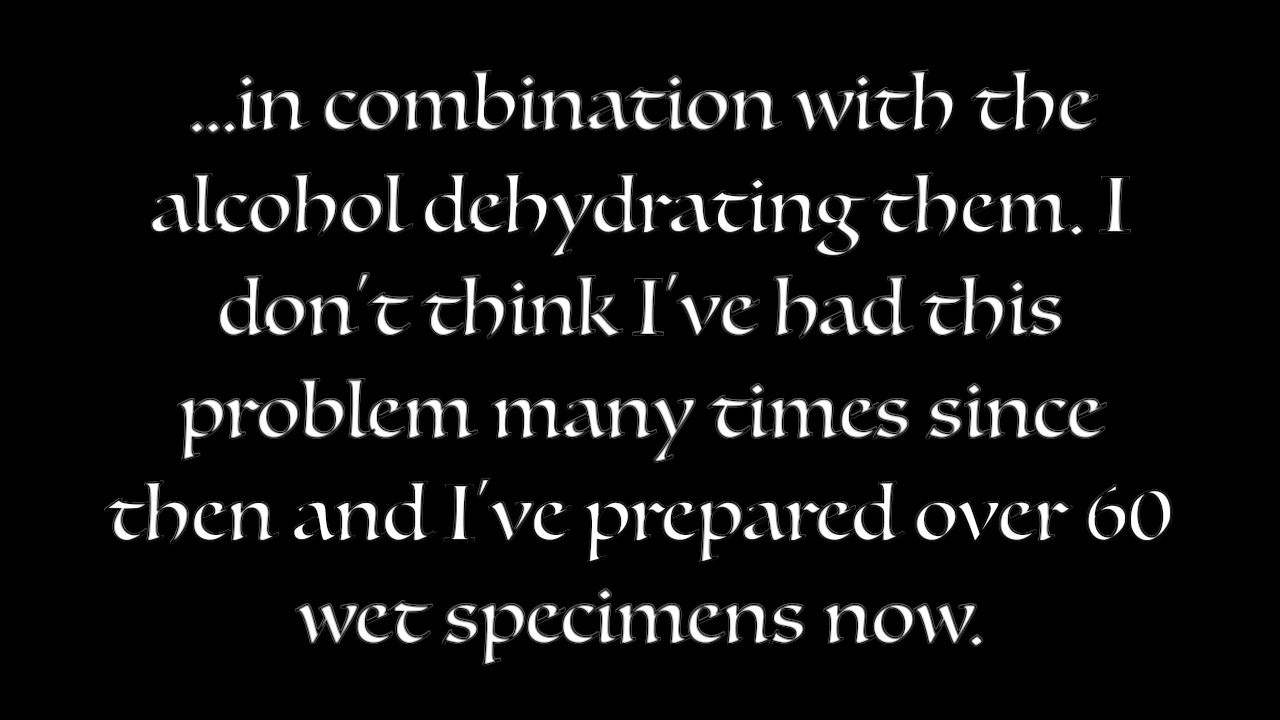 ...in combination with the
alcohol dehydrating them. I
don't think I've had this
problem many times since
then and I've prepared over 60
wet specimens now.